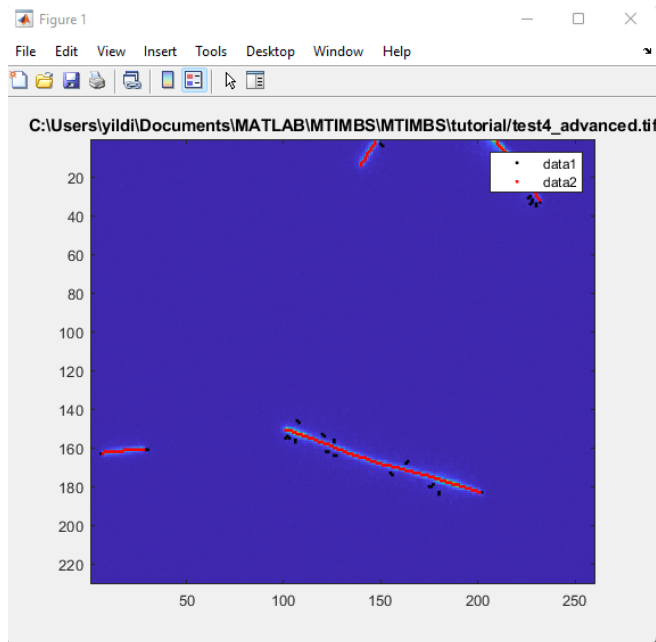 Figure 1
File Edit View Insert Tools Desktop Window Help
C:\Users\yildi\Documents\MATLAB\MTIMBS\MTIMBS\tutorial/test4_advanced.tif
data1
data2
20
40
60
80
100
120
140
160
180
200
220
50 100 150 200 250